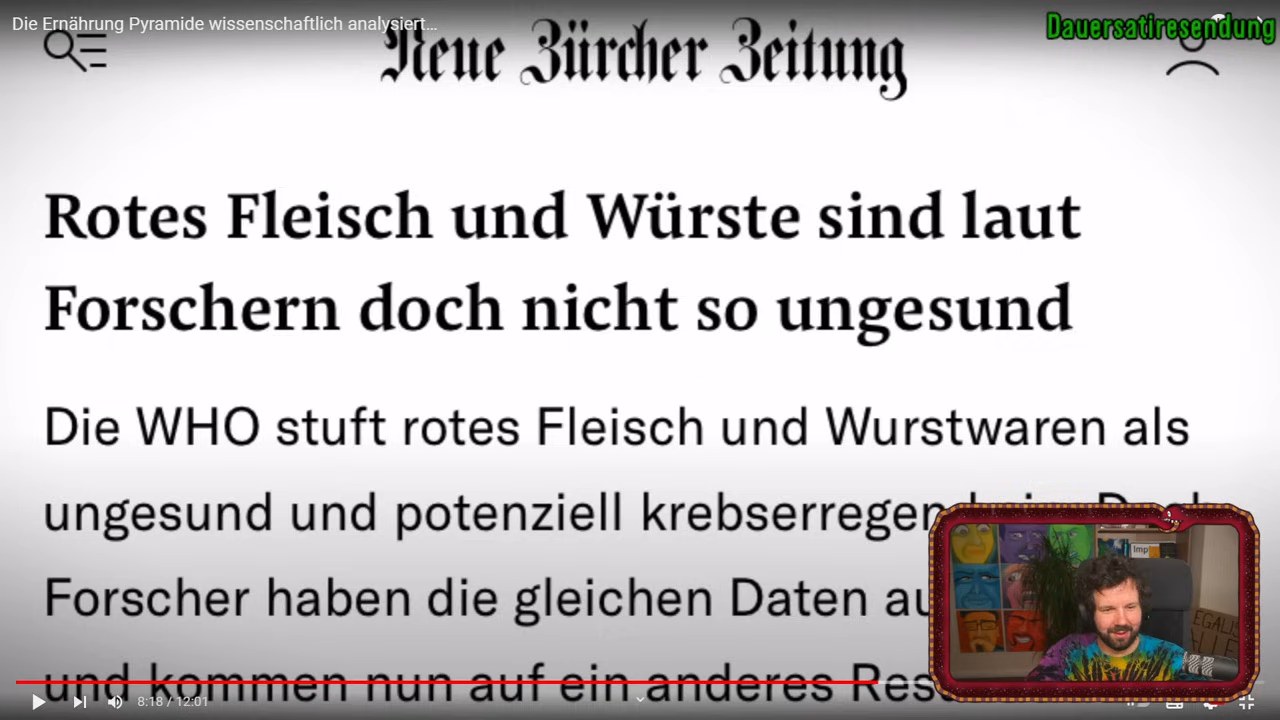 Die Ernährung Pyramide wissenschaftlich analysiert…
Dauersatiresendung
Neue Zürcher Zeitung
Rotes Fleisch und Würste sind laut
Forschern doch nicht so ungesund
Die WHO stuft rotes Fleisch und Wurstwaren als
ungesund und potenziell krebserregen
Forscher haben die gleichen Daten
und kommen nun auf ein anderes
8:18 / 12:01
Imp